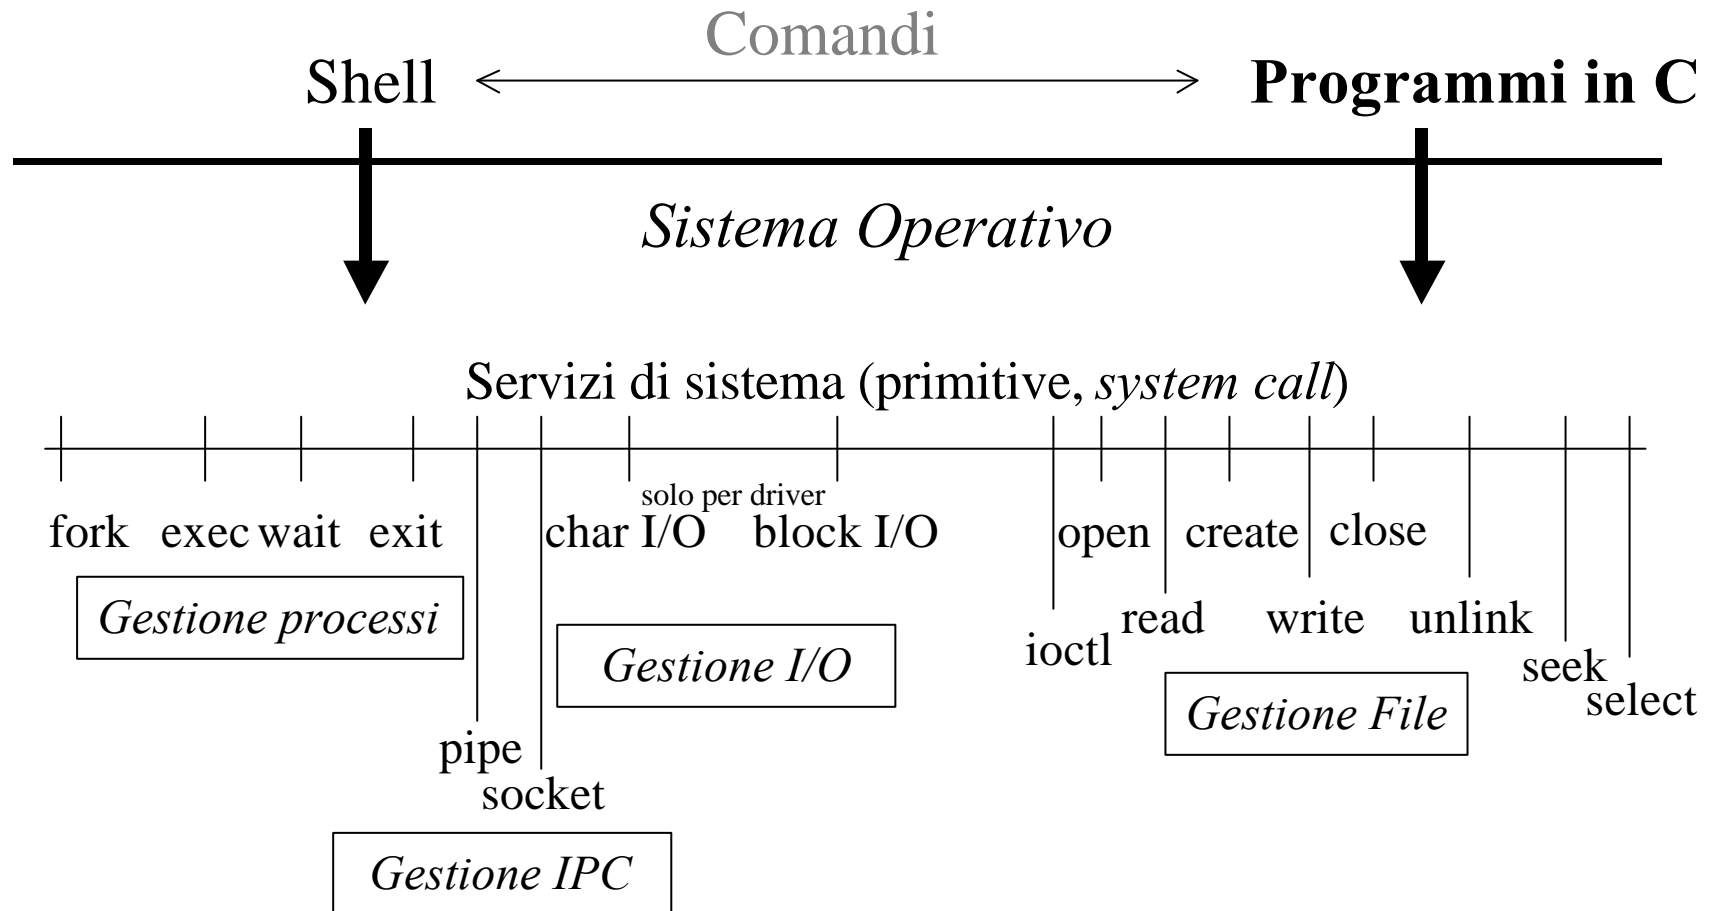 Comandi
Shell Programmi in C
Sistema Operativo
Servizi di sistema (primitive, system call)
solo per driver
fork exec wait exit char I/O block I/O open create close
Gestione processi
read write unlink
ioctl
Gestione I/O
seek
select
Gestione File
pipe
socket
Gestione IPC